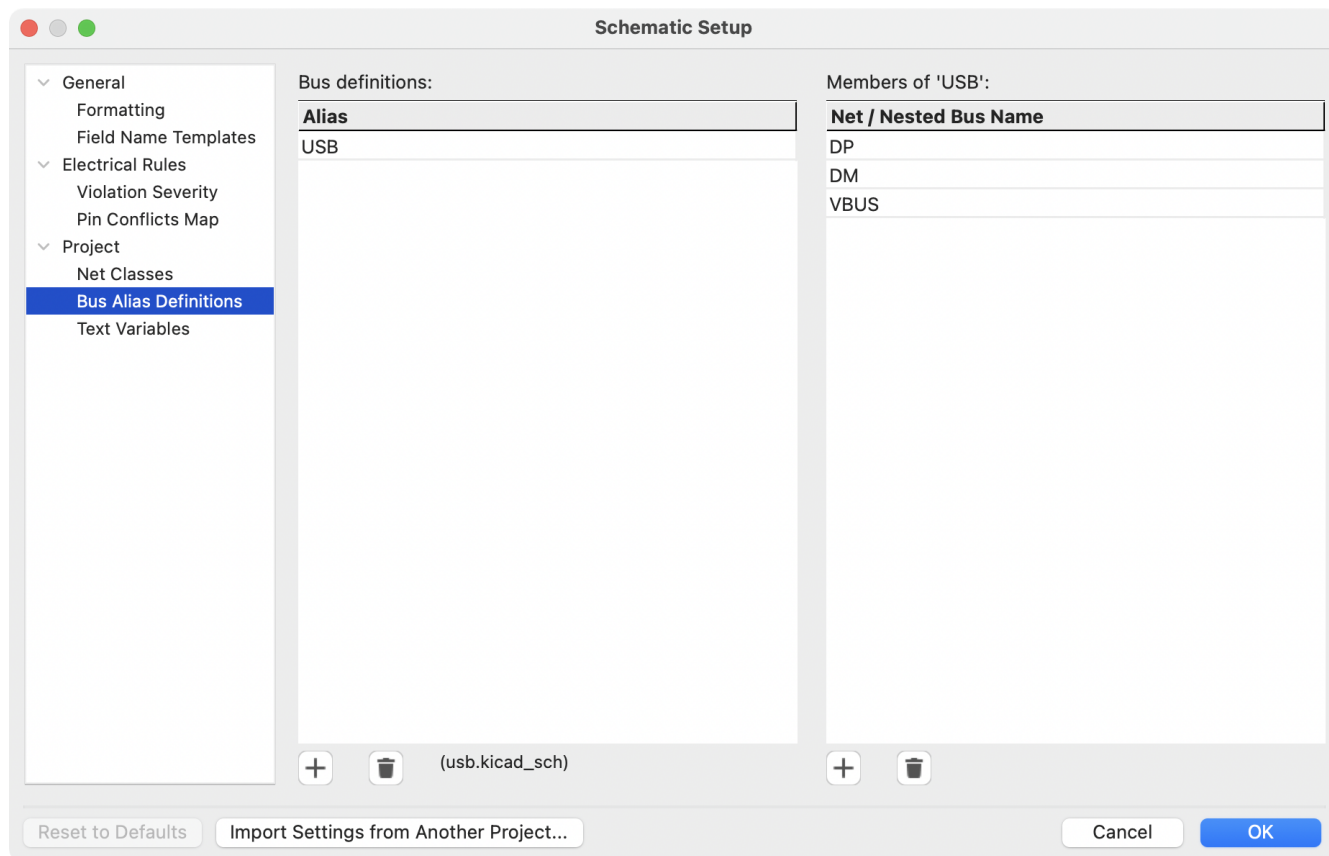 Schematic Setup
General
Formatting
Field Name Templates
Electrical Rules
Violation Severity
Pin Conflicts Map
Project
Net Classes
Bus Alias Definitions
Text Variables
Bus definitions:
Alias
USB
(usb.kicad_sch)
Members of 'USB':
Net / Nested Bus Name
DP
DM
VBUS
Reset to Defaults
Import Settings from Another Project...
Cancel
OK